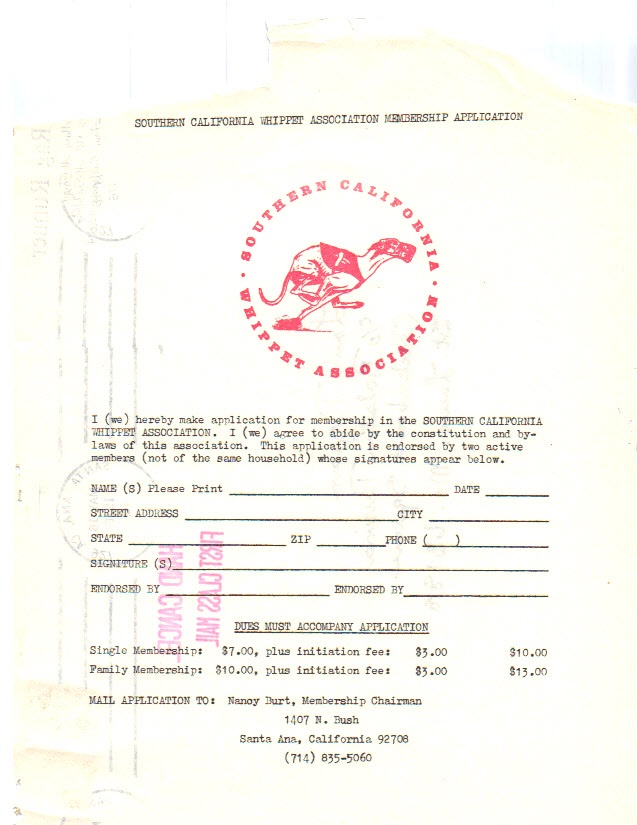 SOUTHERN CALIFORNIA WHIPPET ASSOCIATION MEMBERSHIP APPLICATION
· SOUTHERN CALIFORNIA ·
WHIPPET ASSOCIATION
I (we) hereby make application for membership in the SOUTHERN CALIFORNIA
WHIPPET ASSOCIATION. I (we) agree to abide by the constitution and by-
laws of this association. This application is endorsed by two active
members (not of the same household) whose signatures appear below.
NAME (S) Please Print DATE
STREET ADDRESS CITY
STATE ZIP PHONE ( )
SIGNITURE (S)
ENDORSED BY ENDORSED BY
DUES MUST ACCOMPANY APPLICATION
Single Membership: $7.00, plus initiation fee: $3.00 $10.00
Family Membership: $10.00, plus initiation fee: $3.00 $13.00
MAIL APPLICATION TO: Nancy Burt, Membership Chairman
1407 N. Bush
Santa Ana, California 92708
(714) 835-5060
FIRST CLASS MAIL
HAND CANCEL